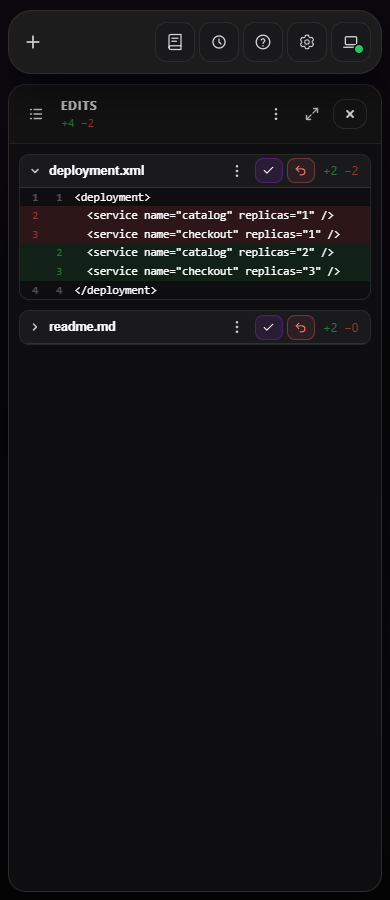 EDITS
+4 −2
deployment.xml +2 −2
1 1 <deployment>
2 <service name="catalog" replicas="1" />
3 <service name="checkout" replicas="1" />
2 <service name="catalog" replicas="2" />
3 <service name="checkout" replicas="3" />
4 4 </deployment>
readme.md +2 −0